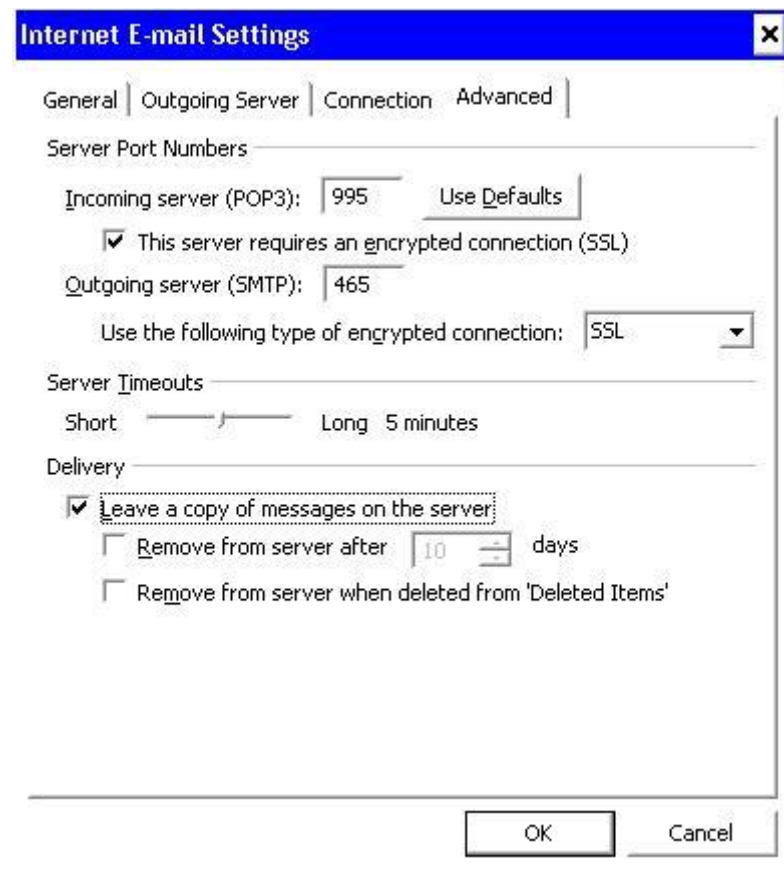 Internet E-mail Settings
General Outgoing Server Connection Advanced
Server Port Numbers
Incoming server (POP3): 995 Use Defaults
This server requires an encrypted connection (SSL)
Outgoing server (SMTP): 465
Use the following type of encrypted connection: SSL
Server Timeouts
Short Long 5 minutes
Delivery
Leave a copy of messages on the server
Remove from server after 10 days
Remove from server when deleted from 'Deleted Items'
OK Cancel